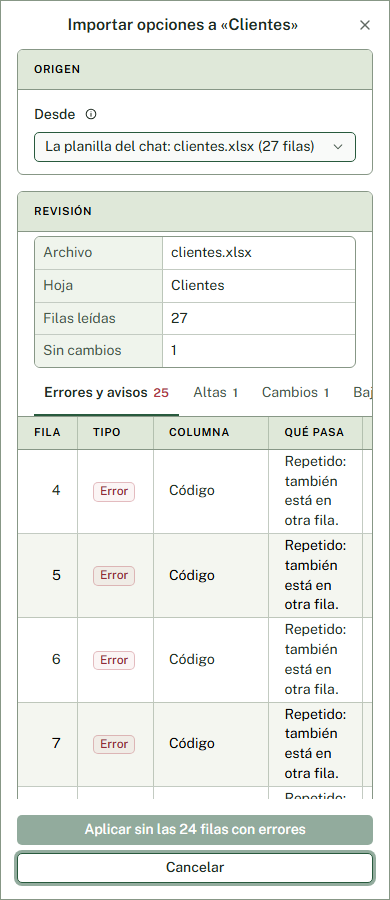 Importar opciones a «Clientes»
ORIGEN
Desde
La planilla del chat: clientes.xlsx (27 filas)
REVISIÓN
Archivo clientes.xlsx
Hoja Clientes
Filas leídas 27
Sin cambios 1
Errores y avisos 25 Altas 1 Cambios 1 Baj
FILA TIPO COLUMNA QUÉ PASA
4 Error Código Repetido:
también
está en
otra fila.
5 Error Código Repetido:
también
está en
otra fila.
6 Error Código Repetido:
también
está en
otra fila.
7 Error Código Repetido:
también
está en
otra fila.
Repetido:
Aplicar sin las 24 filas con errores
Cancelar